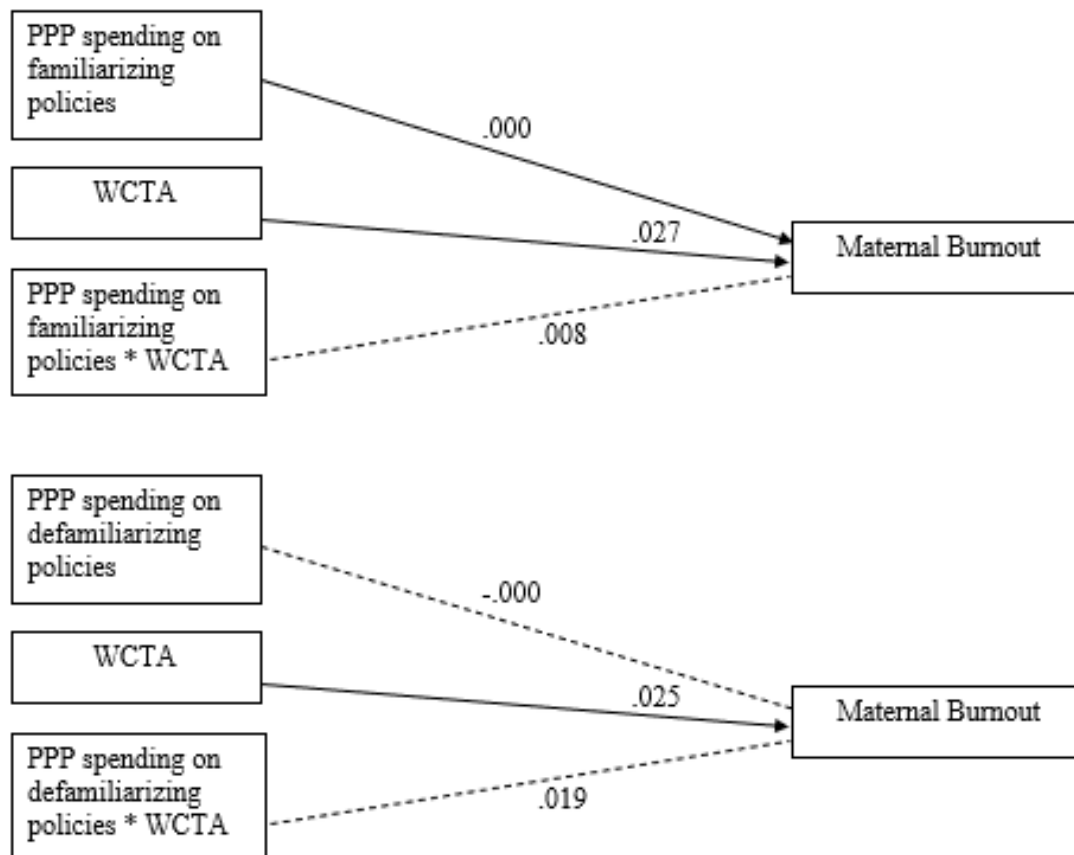 PPP spending on
familiarizing
policies
.000
WCTA
.027
Maternal Burnout
PPP spending on
familiarizing
policies * WCTA
.008
PPP spending on
defamiliarizing
policies
-.000
WCTA
.025
Maternal Burnout
PPP spending on
defamiliarizing
policies * WCTA
.019